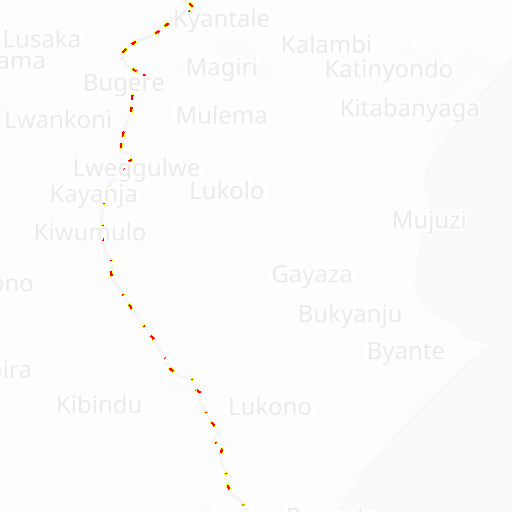 Kyantale
Lusaka
Kalambi
Magiri
Katinyondo
Bugere
Kitabanyaga
Lwankoni
Mulema
Lweggulwe
Kayanja
Lukolo
Mujuzi
Kiwumulo
Gayaza
Bukyanju
Byante
Kibindu
Lukono